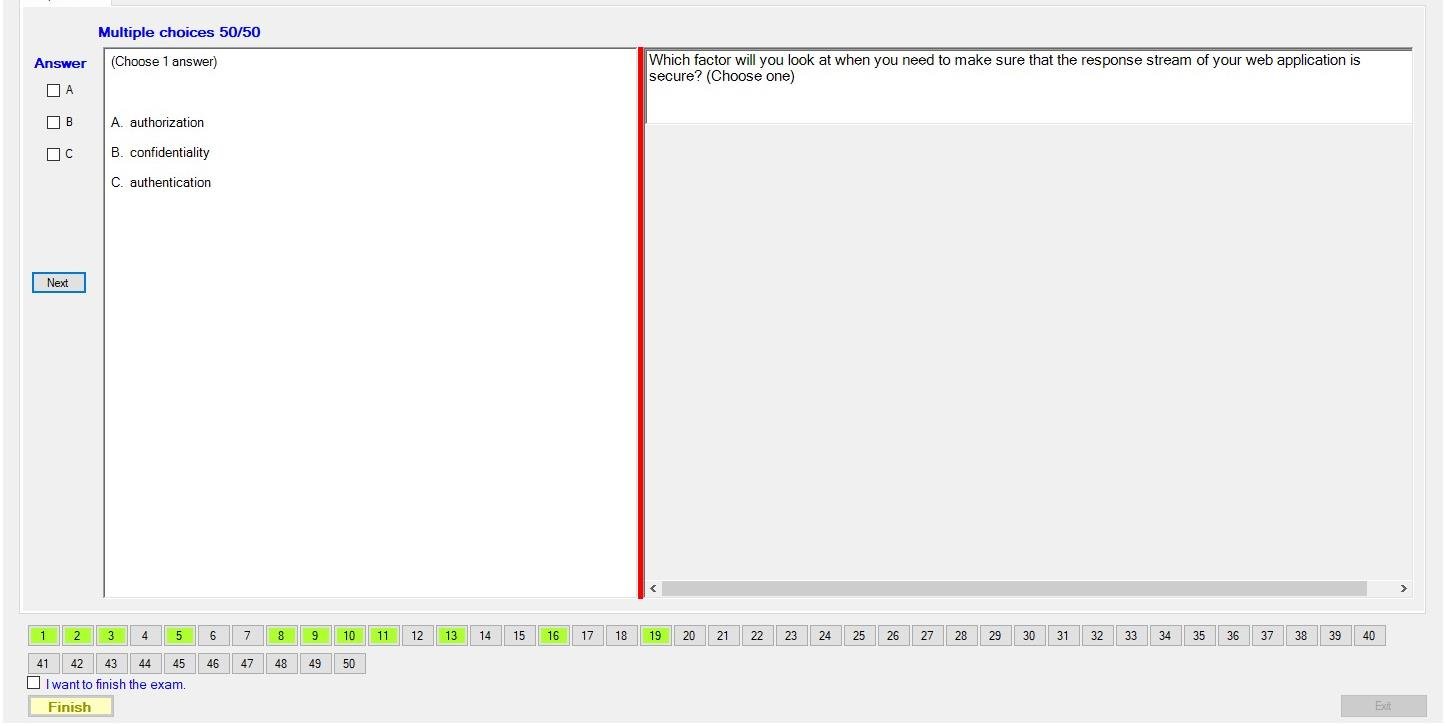 Multiple choices 50/50
Answer
A
B
C
Next
(Choose 1 answer)
A. authorization
B. confidentiality
C. authentication
Which factor will you look at when you need to make sure that the response stream of your web application is
secure? (Choose one)
1 2 3 4 5 6 7 8 9 10 11 12 13 14 15 16 17 18 19 20 21 22 23 24 25 26 27 28 29 30 31 32 33 34 35 36 37 38 39 40
41 42 43 44 45 46 47 48 49 50
I want to finish the exam.
Finish
Exit